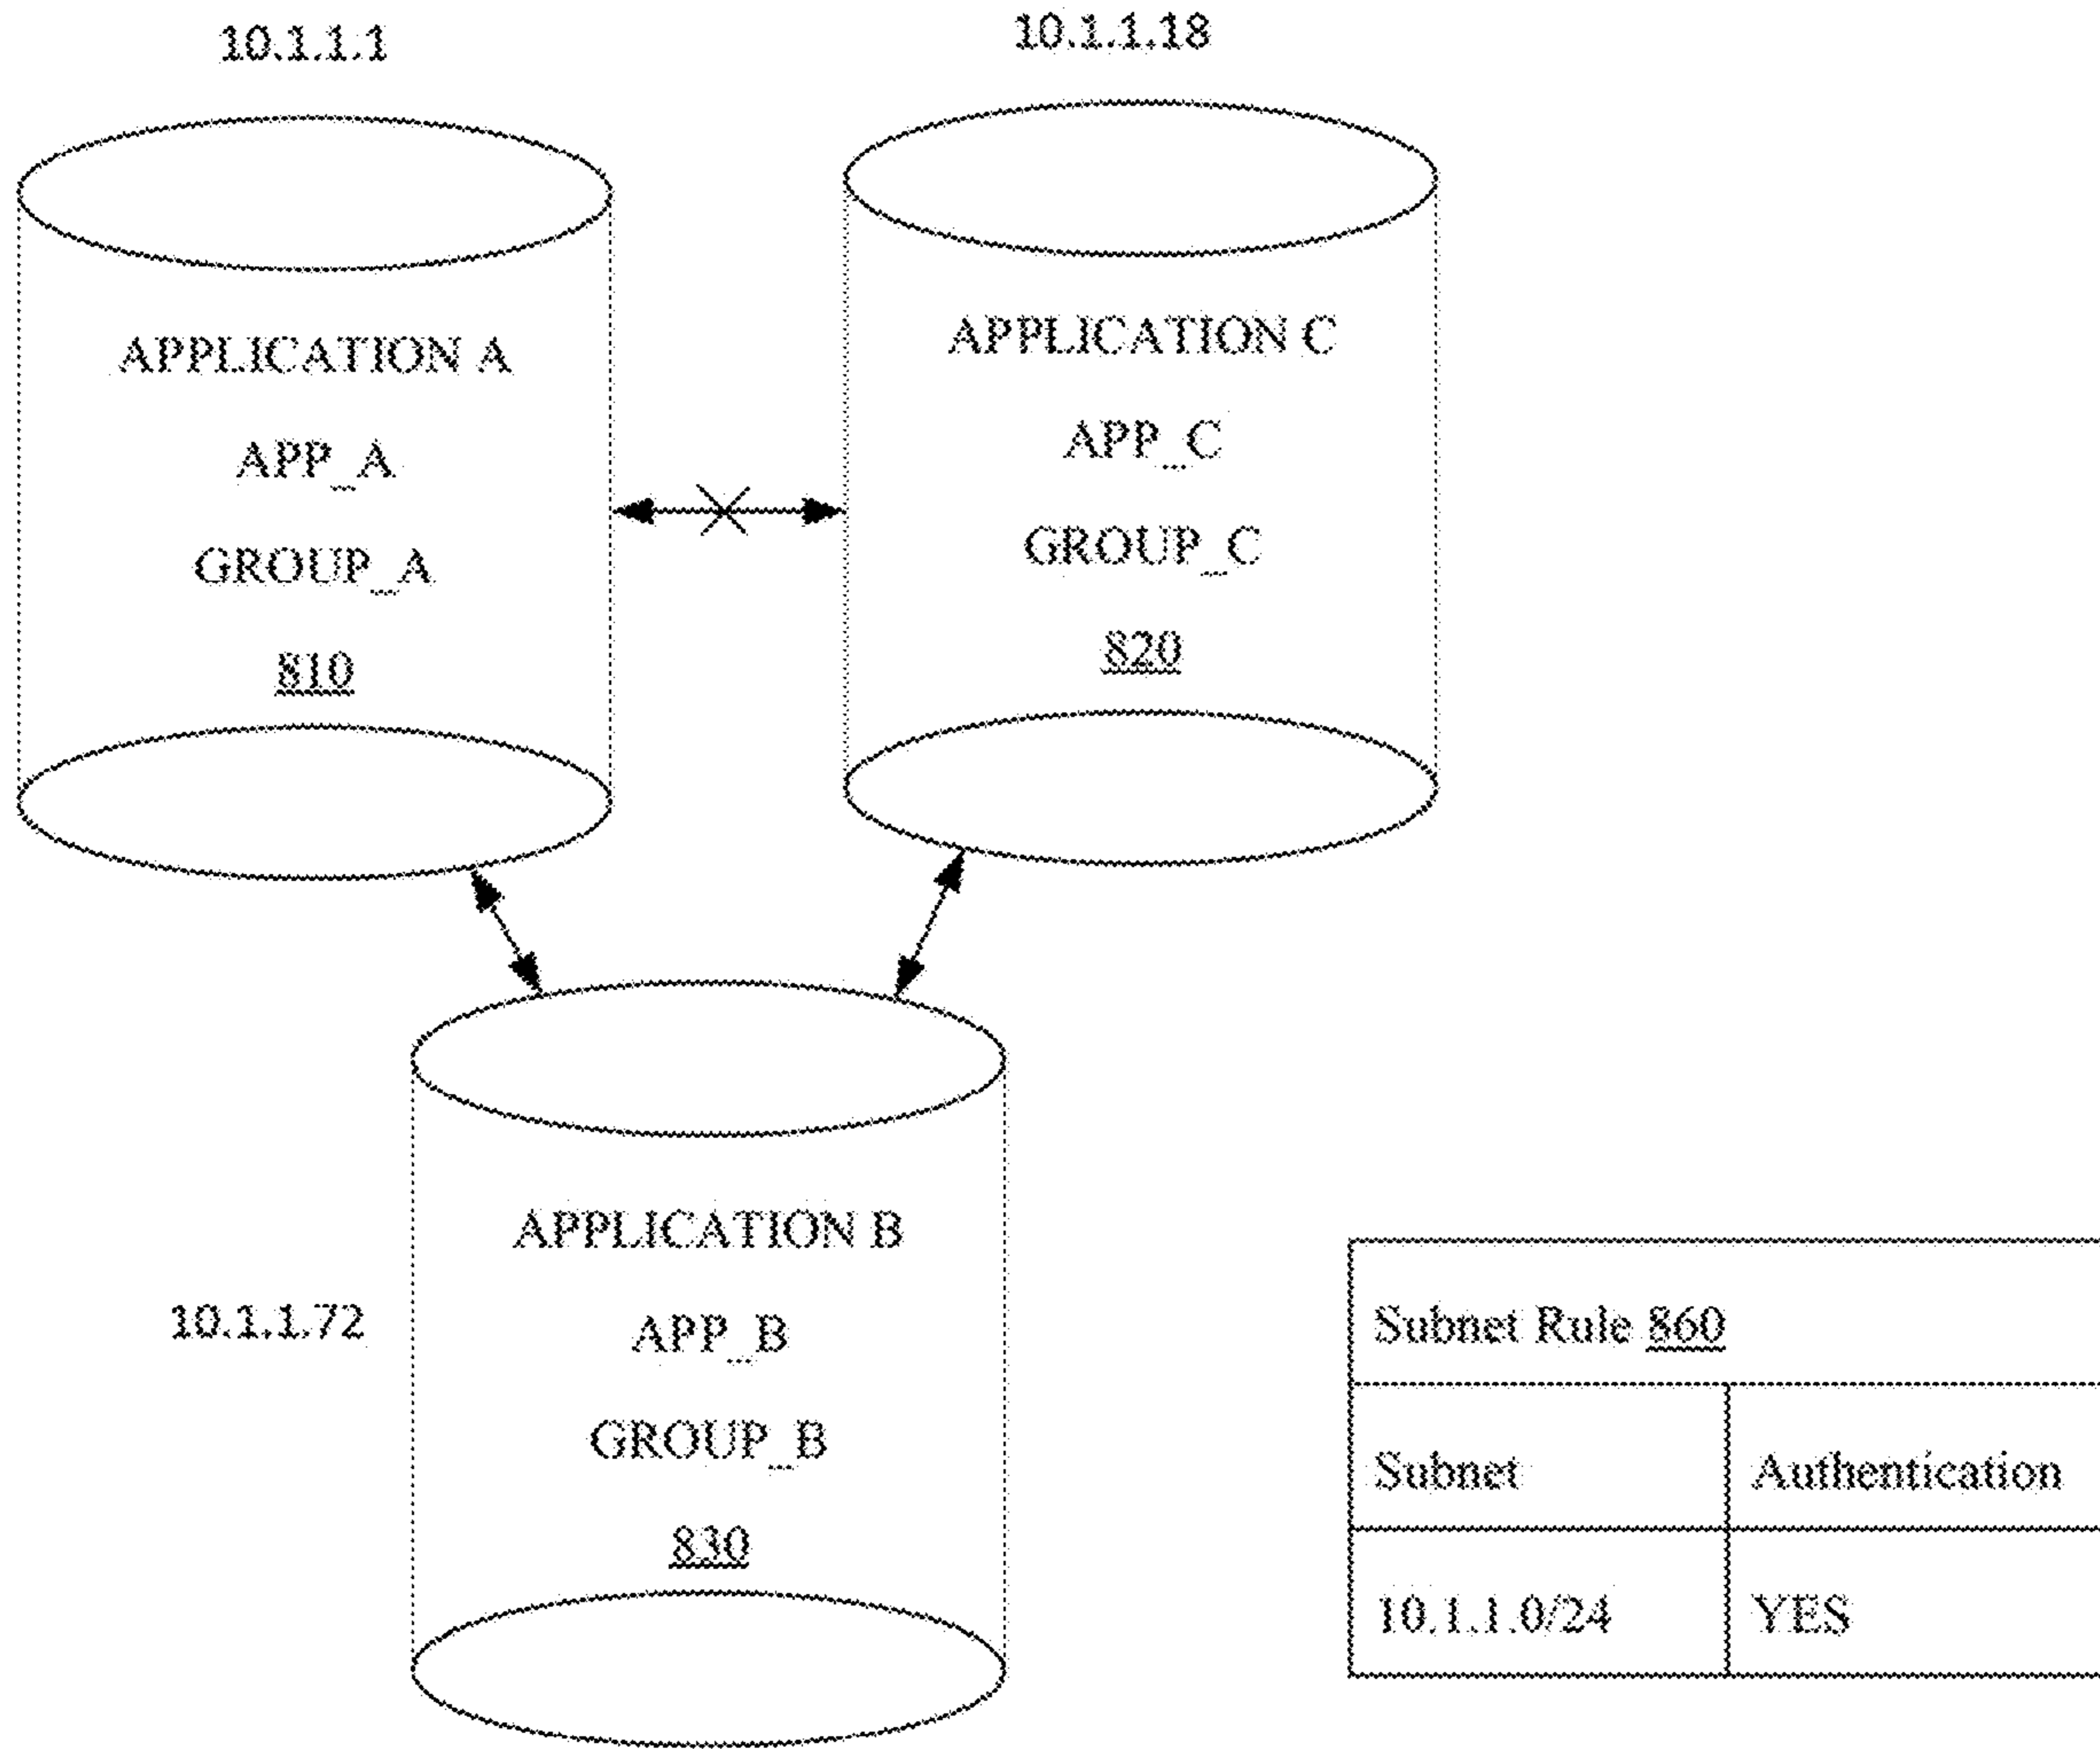 10.1.1.1
10.1.1.18
APPLICATION A
APP_A
GROUP_A
810
APPLICATION C
APP_C
GROUP_C
820
10.1.1.72
APPLICATION B
APP_B
GROUP_B
830
Subnet Rule 860
Subnet Authentication
10.1.1.0/24 YES